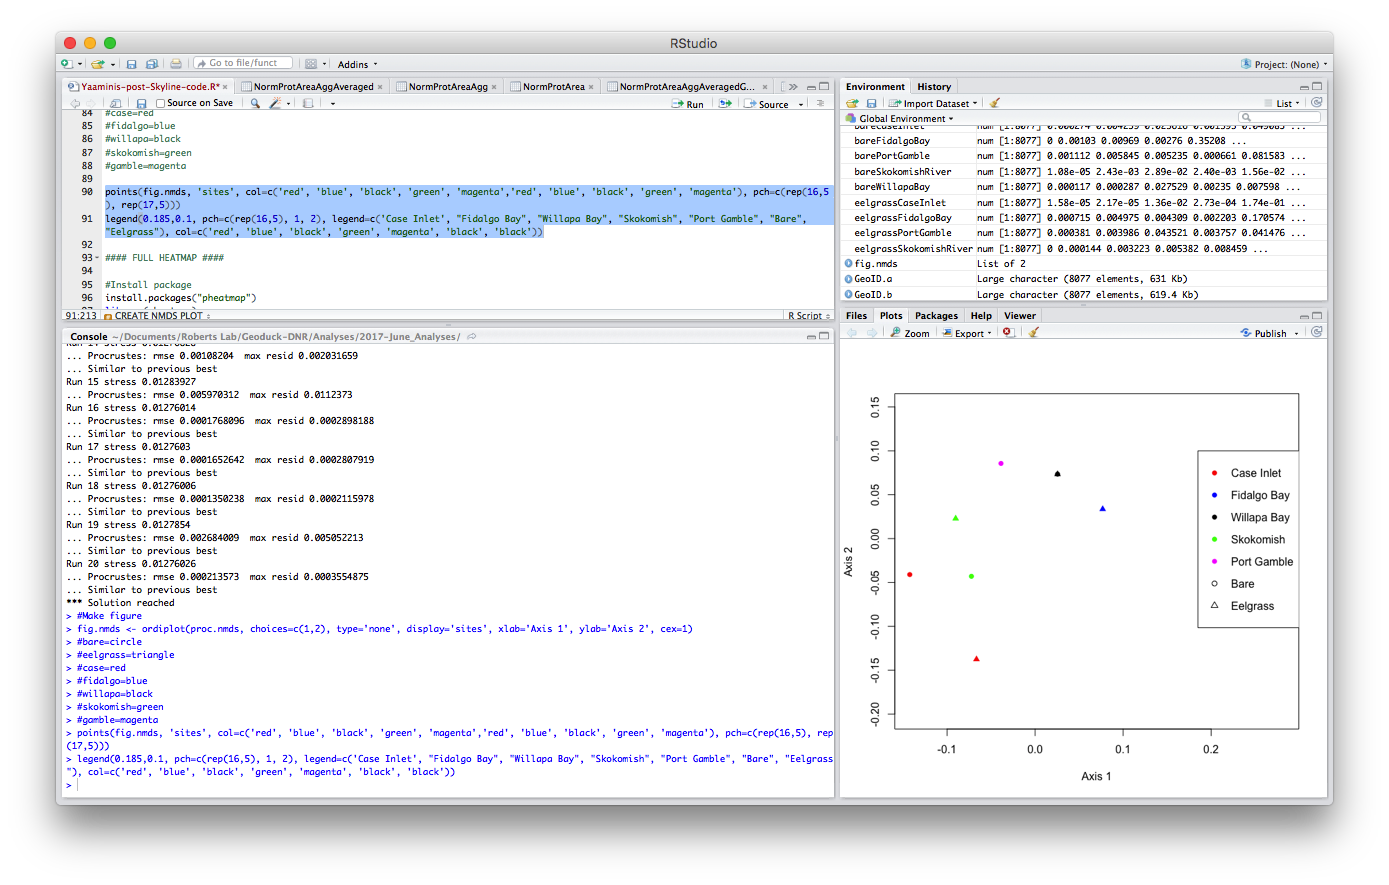 RStudio
Go to file/funct
Addins
Project: (None)
Yaaminis-post-Skyline-code.R*
NormProtAreaAggAveraged
NormProtAreaAgg
NormProtArea
NormProtAreaAggAveragedG...
Source on Save
Run
Source
84 #case=red
85 #fidalgo=blue
86 #willapa=black
87 #skokomish=green
88 #gamble=magenta
89
90 points(fig.nmds, 'sites', col=c('red', 'blue', 'black', 'green', 'magenta','red', 'blue', 'black', 'green', 'magenta'), pch=c(rep(16,5
), rep(17,5)))
91 legend(0.185,0.1, pch=c(rep(16,5), 1, 2), legend=c('Case Inlet', "Fidalgo Bay", "Willapa Bay", "Skokomish", "Port Gamble", "Bare",
"Eelgrass"), col=c('red', 'blue', 'black', 'green', 'magenta', 'black', 'black'))
92
93 #### FULL HEATMAP ####
94
95 #Install package
96 install.packages("pheatmap")
91:213 CREATE NMDS PLOT
R Script
Console ~/Documents/Roberts Lab/Geoduck-DNR/Analyses/2017-June_Analyses/
... Procrustes: rmse 0.00108204 max resid 0.002031659
... Similar to previous best
Run 15 stress 0.01283927
... Procrustes: rmse 0.005970312 max resid 0.0112373
Run 16 stress 0.01276014
... Procrustes: rmse 0.0001768096 max resid 0.0002898188
... Similar to previous best
Run 17 stress 0.0127603
... Procrustes: rmse 0.0001652642 max resid 0.0002807919
... Similar to previous best
Run 18 stress 0.01276006
... Procrustes: rmse 0.0001350238 max resid 0.0002115978
... Similar to previous best
Run 19 stress 0.0127854
... Procrustes: rmse 0.002684009 max resid 0.005052213
... Similar to previous best
Run 20 stress 0.01276026
... Procrustes: rmse 0.000213573 max resid 0.0003554875
... Similar to previous best
*** Solution reached
> #Make figure
> fig.nmds <- ordiplot(proc.nmds, choices=c(1,2), type='none', display='sites', xlab='Axis 1', ylab='Axis 2', cex=1)
> #bare=circle
> #eelgrass=triangle
> #case=red
> #fidalgo=blue
> #willapa=black
> #skokomish=green
> #gamble=magenta
> points(fig.nmds, 'sites', col=c('red', 'blue', 'black', 'green', 'magenta','red', 'blue', 'black', 'green', 'magenta'), pch=c(rep(16,5), rep
(17,5)))
> legend(0.185,0.1, pch=c(rep(16,5), 1, 2), legend=c('Case Inlet', "Fidalgo Bay", "Willapa Bay", "Skokomish", "Port Gamble", "Bare", "Eelgrass
"), col=c('red', 'blue', 'black', 'green', 'magenta', 'black', 'black'))
>
Environment
History
Import Dataset
List
Global Environment
bareCaseInlet
bareFidalgoBay num [1:8077] 0 0.00103 0.00969 0.00276 0.35208 ...
barePortGamble num [1:8077] 0.001112 0.005845 0.005235 0.000661 0.081583 ...
bareSkokomishRiver num [1:8077] 1.08e-05 2.43e-03 2.89e-02 2.40e-03 1.56e-02 ...
bareWillapaBay num [1:8077] 0.000117 0.000287 0.027529 0.00235 0.007598 ...
eelgrassCaseInlet num [1:8077] 1.58e-05 2.17e-05 1.36e-02 2.73e-04 1.74e-01 ...
eelgrassFidalgoBay num [1:8077] 0.000715 0.004975 0.004309 0.002203 0.170574 ...
eelgrassPortGamble num [1:8077] 0.000381 0.003986 0.043521 0.003757 0.041476 ...
eelgrassSkokomishRiver num [1:8077] 0 0.000144 0.003223 0.005382 0.008459 ...
fig.nmds List of 2
GeoID.a Large character (8077 elements, 631 Kb)
GeoID.b Large character (8077 elements, 619.4 Kb)
Files
Plots
Packages
Help
Viewer
Zoom
Export
Publish
0.15
0.10
0.05
0.00
-0.05
-0.10
-0.15
-0.20
Axis 2
Case Inlet
Fidalgo Bay
Willapa Bay
Skokomish
Port Gamble
Bare
Eelgrass
-0.1
0.0
0.1
0.2
Axis 1